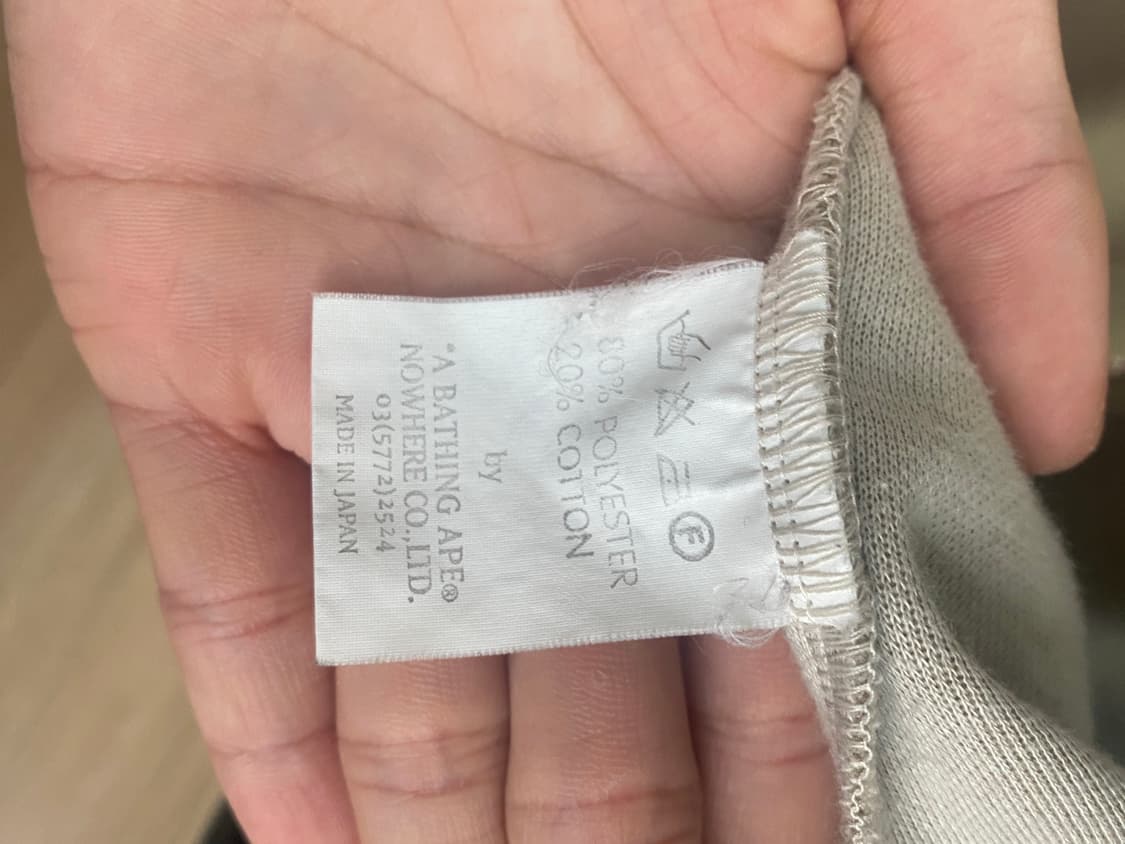 F
80% POLYESTER
20% COTTON
by
*A BATHING APE®
NOWHERE CO.,LTD.
03(5772)2524
MADE IN JAPAN